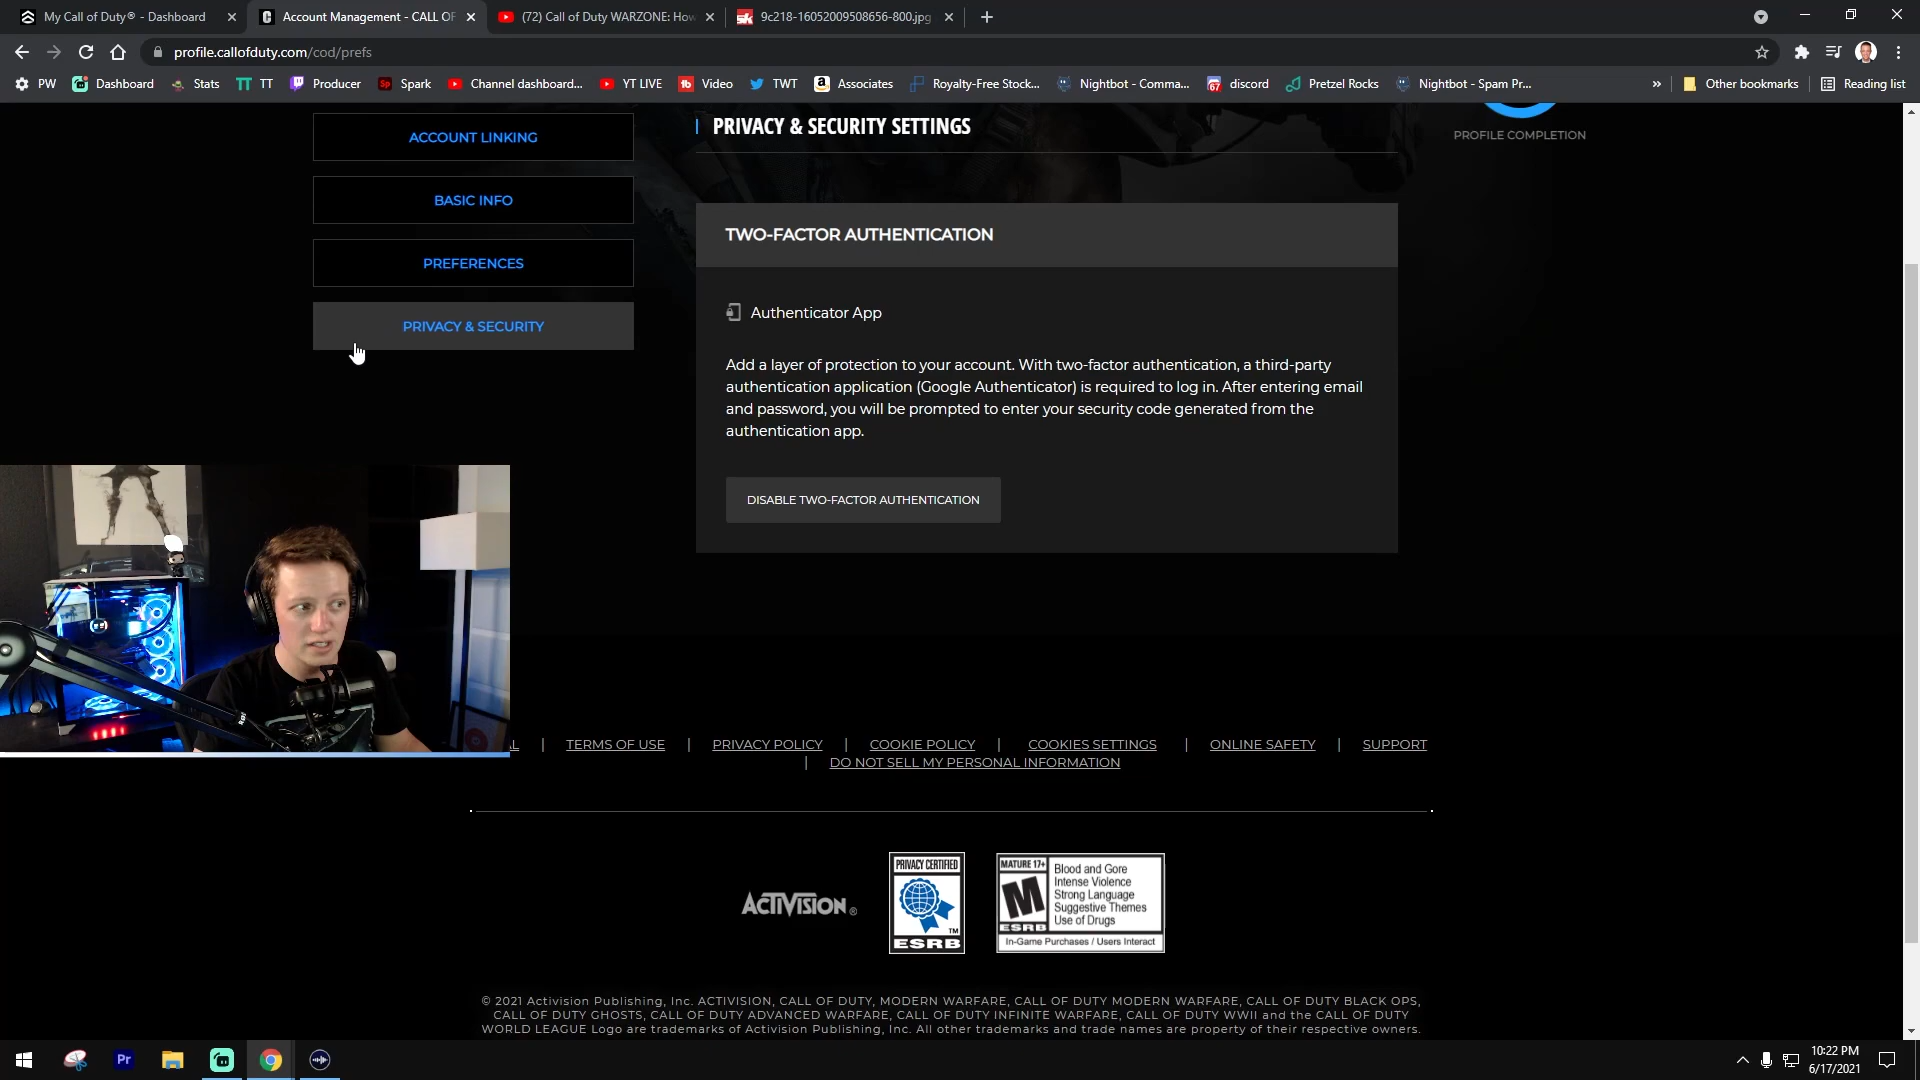 My Call of Duty® - Dashboard
Account Management - CALL OF
(72) Call of Duty WARZONE: How
9c218-16052009508656-800.jpg
profile.callofduty.com/cod/prefs
PW
Dashboard
Stats
TT
Producer
Spark
Channel dashboard...
YT LIVE
Video
TWT
Associates
Royalty-Free Stock...
Nightbot - Comma...
discord
Pretzel Rocks
Nightbot - Spam Pr...
»
Other bookmarks
Reading list
ACCOUNT LINKING
BASIC INFO
PREFERENCES
PRIVACY & SECURITY
PRIVACY & SECURITY SETTINGS
PROFILE COMPLETION
TWO-FACTOR AUTHENTICATION
Authenticator App
Add a layer of protection to your account. With two-factor authentication, a third-party
authentication application (Google Authenticator) is required to log in. After entering email
and password, you will be prompted to enter your security code generated from the
authentication app.
DISABLE TWO-FACTOR AUTHENTICATION
| TERMS OF USE | PRIVACY POLICY | COOKIE POLICY | COOKIES SETTINGS | ONLINE SAFETY | SUPPORT
| DO NOT SELL MY PERSONAL INFORMATION
ACTIVISION®
PRIVACY CERTIFIED
TM
ESRB
MATURE 17+
M
ESRB
Blood and Gore
Intense Violence
Strong Language
Suggestive Themes
Use of Drugs
In-Game Purchases / Users Interact
© 2021 Activision Publishing, Inc. ACTIVISION, CALL OF DUTY, MODERN WARFARE, CALL OF DUTY MODERN WARFARE, CALL OF DUTY BLACK OPS,
CALL OF DUTY GHOSTS, CALL OF DUTY ADVANCED WARFARE, CALL OF DUTY INFINITE WARFARE, CALL OF DUTY WWII and the CALL OF DUTY
WORLD LEAGUE Logo are trademarks of Activision Publishing, Inc. All other trademarks and trade names are property of their respective owners.
Pr
10:22 PM
6/17/2021